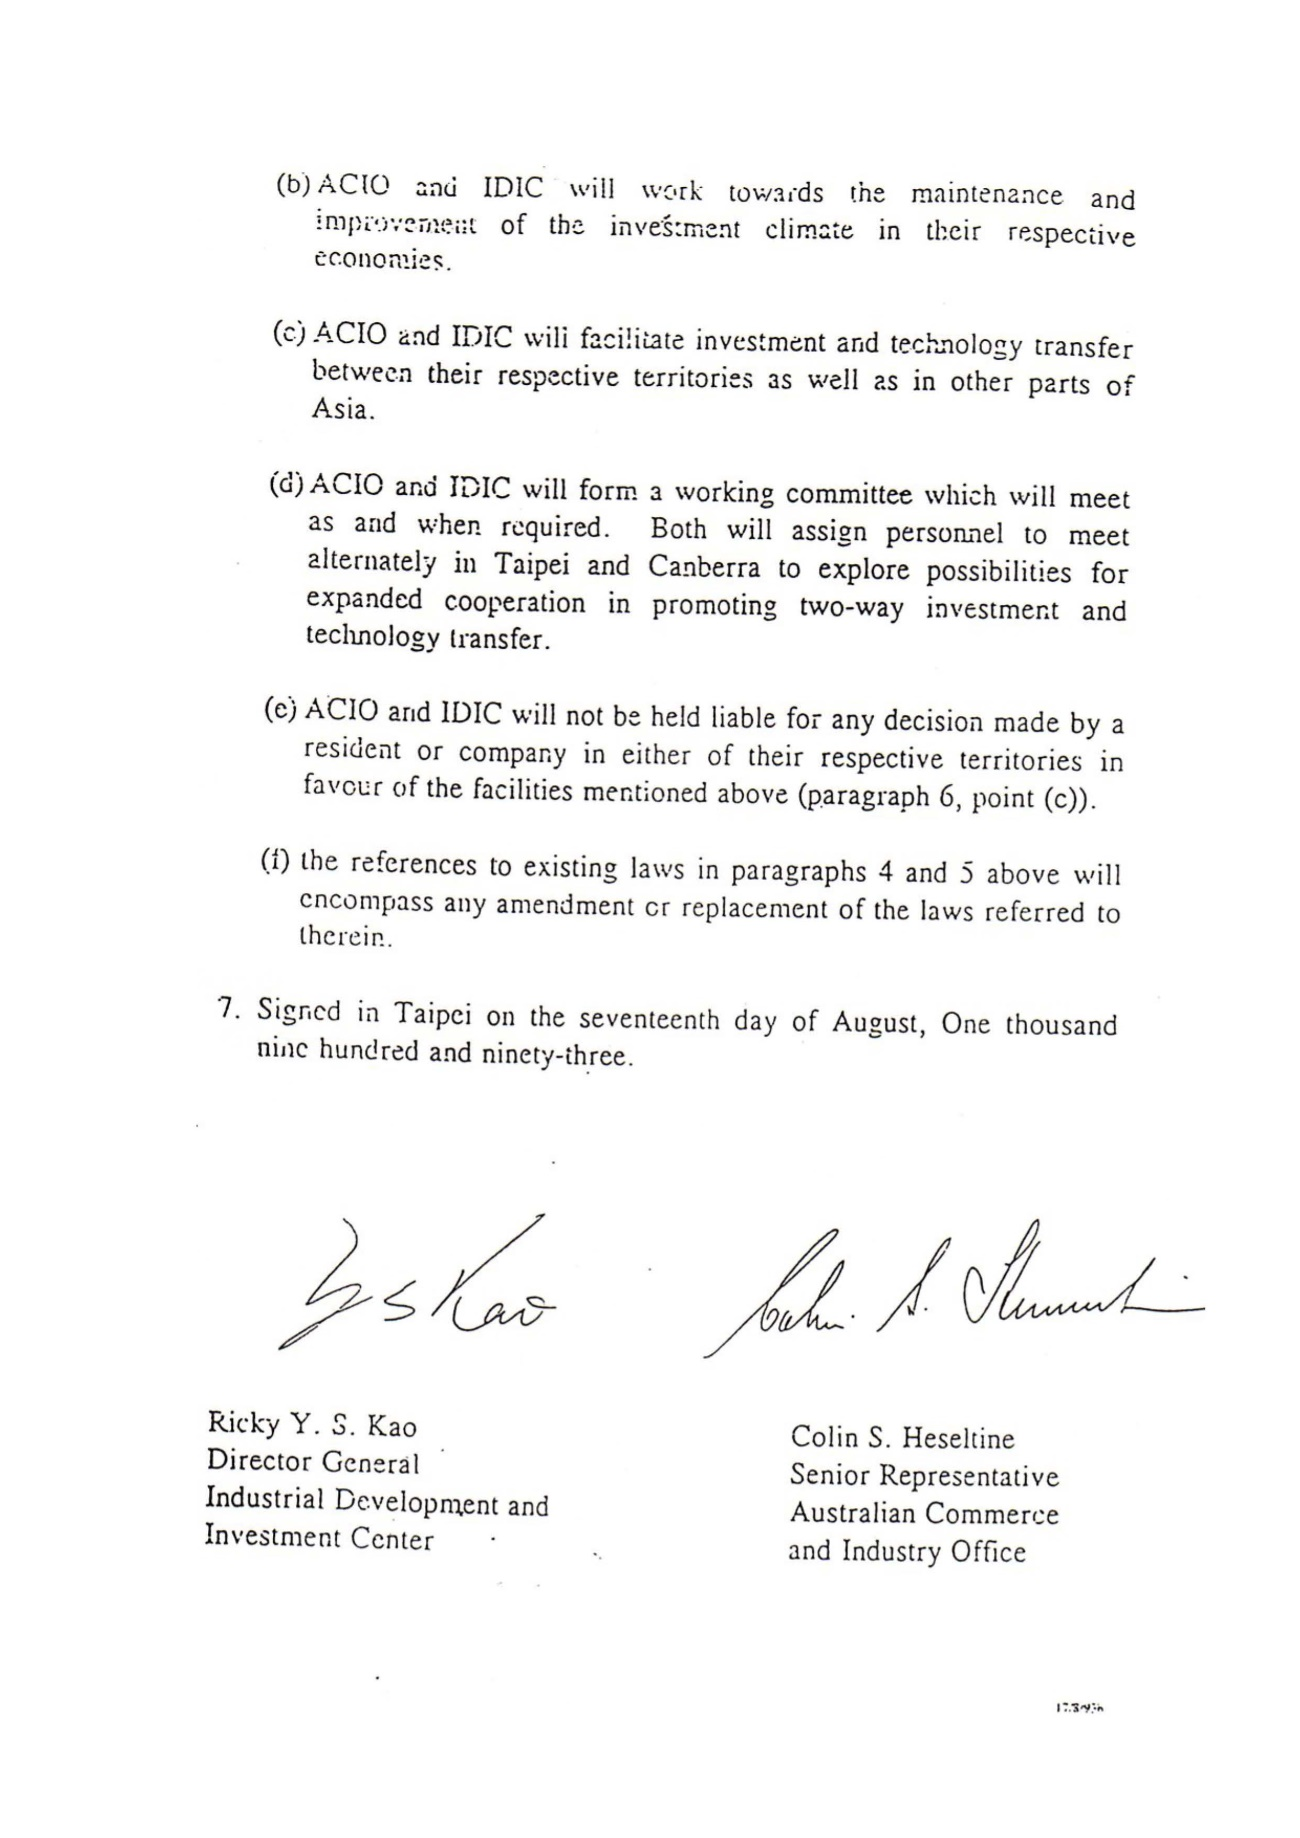 (b) ACIO and IDIC will work towards the maintenance and
improvement of the investment climate in their respective
economies.
(c) ACIO and IDIC will facilitate investment and technology transfer
between their respective territories as well as in other parts of
Asia.
(d) ACIO and IDIC will form a working committee which will meet
as and when required. Both will assign personnel to meet
alternately in Taipei and Canberra to explore possibilities for
expanded cooperation in promoting two-way investment and
technology transfer.
(e) ACIO and IDIC will not be held liable for any decision made by a
resident or company in either of their respective territories in
favour of the facilities mentioned above (paragraph 6, point (c)).
(f) the references to existing laws in paragraphs 4 and 5 above will
encompass any amendment or replacement of the laws referred to
therein.
7. Signed in Taipei on the seventeenth day of August, One thousand
nine hundred and ninety-three.
Y S Kao
Colin S. Heseltine
Ricky Y. S. Kao
Director General
Industrial Development and
Investment Center
Colin S. Heseltine
Senior Representative
Australian Commerce
and Industry Office